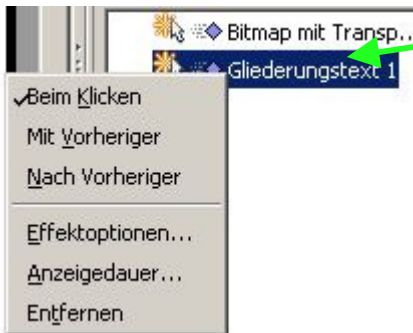 Bitmap mit Transp...
Gliederungstext 1
Beim Klicken
Mit Vorheriger
Nach Vorheriger
Effektoptionen...
Anzeigedauer...
Entfernen